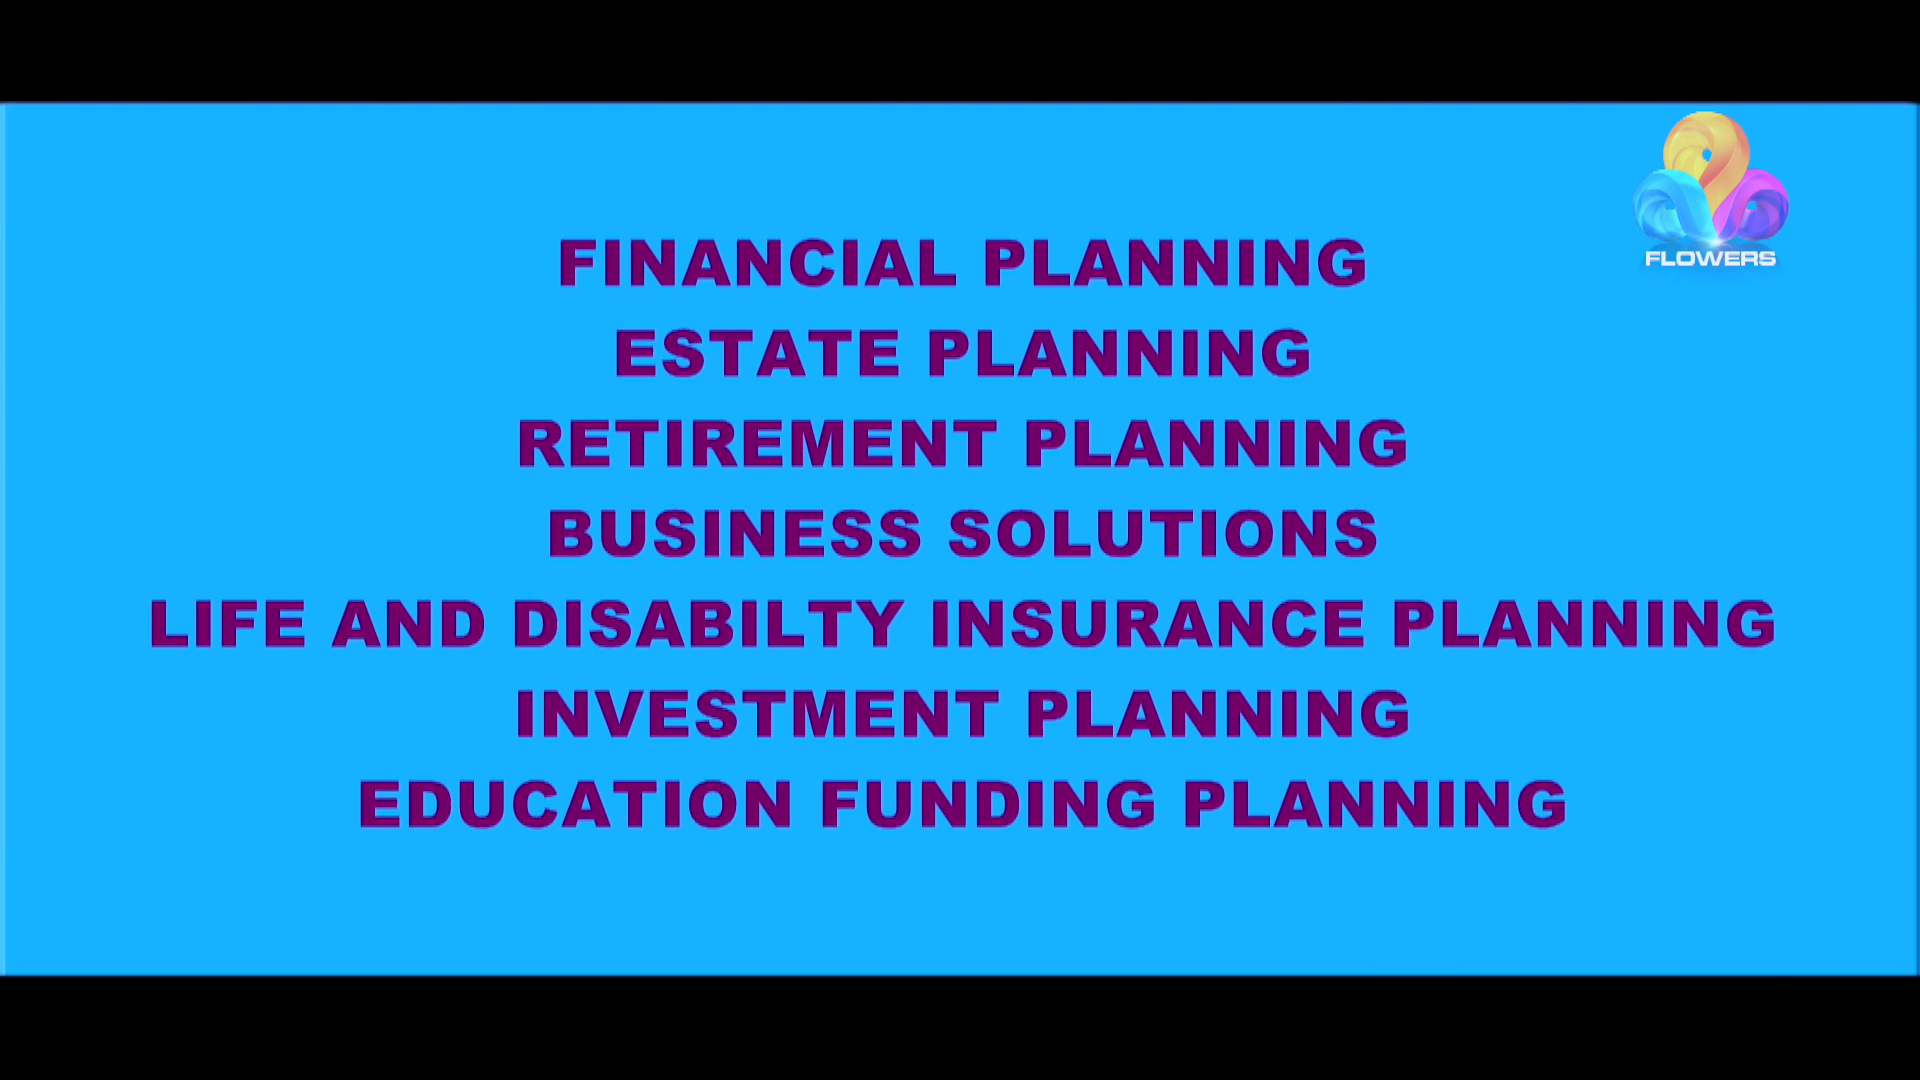 FLOWERS
FINANCIAL PLANNING
ESTATE PLANNING
RETIREMENT PLANNING
BUSINESS SOLUTIONS
LIFE AND DISABILTY INSURANCE PLANNING
INVESTMENT PLANNING
EDUCATION FUNDING PLANNING